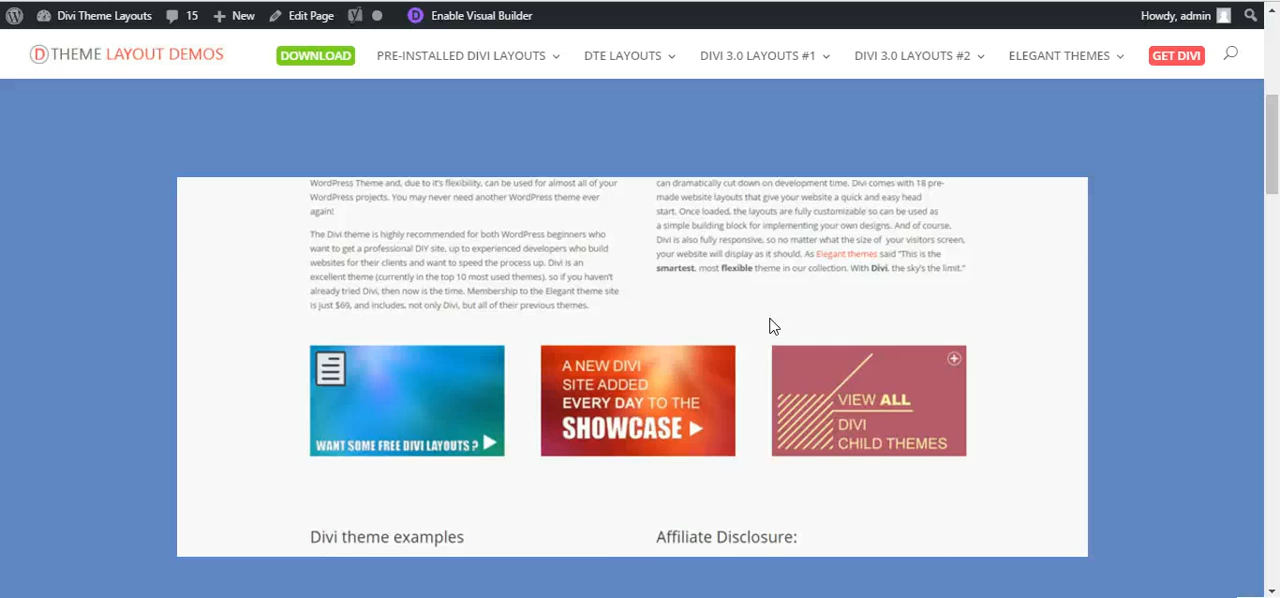 Divi Theme Layouts 15 New Edit Page Enable Visual Builder Howdy, admin
D THEME LAYOUT DEMOS DOWNLOAD PRE-INSTALLED DIVI LAYOUTS DTE LAYOUTS DIVI 3.0 LAYOUTS #1 DIVI 3.0 LAYOUTS #2 ELEGANT THEMES GET DIVI
WordPress Theme and, due to it's flexibility, can be used for almost all of your
WordPress projects. You may never need another WordPress theme ever
again!
The Divi theme is highly recommended for both WordPress beginners who
want to get a professional DIY site, up to experienced developers who build
websites for their clients and want to speed the process up. Divi is an
excellent theme (currently in the top 10 most used themes), so if you haven't
already tried Divi, then now is the time. Membership to the Elegant theme site
is just $69, and includes, not only Divi, but all of their previous themes.
can dramatically cut down on development time. Divi comes with 18 pre-
made website layouts that give your website a quick and easy head
start. Once loaded, the layouts are fully customizable so can be used as
a simple building block for implementing your own designs. And of course,
Divi is also fully responsive, so no matter what the size of your visitors screen,
your website will display as it should. As Elegant themes said "This is the
smartest, most flexible theme in our collection. With Divi, the sky's the limit."
WANT SOME FREE DIVI LAYOUTS ?
A NEW DIVI
SITE ADDED
EVERY DAY TO THE
SHOWCASE
VIEW ALL
DIVI
CHILD THEMES
Divi theme examples
Affiliate Disclosure: